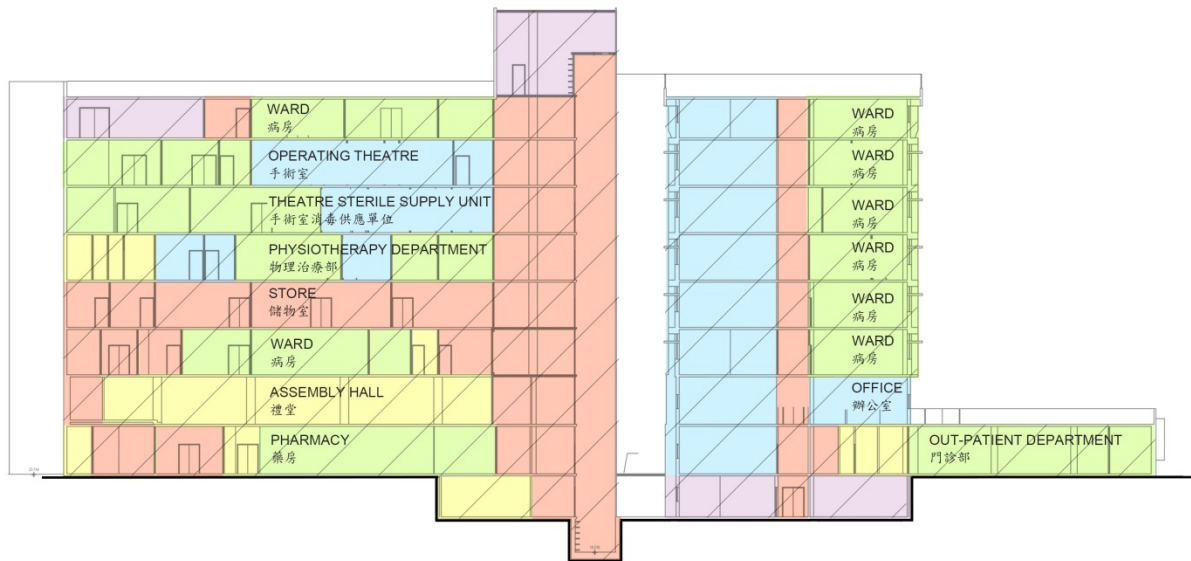 WARD
病房
OPERATING THEATRE
手術室
THEATRE STERILE SUPPLY UNIT
手術室消毒供應單位
PHYSIOTHERAPY DEPARTMENT
物理治療部
STORE
儲物室
WARD
病房
ASSEMBLY HALL
禮堂
PHARMACY
藥房
WARD
病房
WARD
病房
WARD
病房
WARD
病房
WARD
病房
WARD
病房
OFFICE
辦公室
OUT-PATIENT DEPARTMENT
門診部